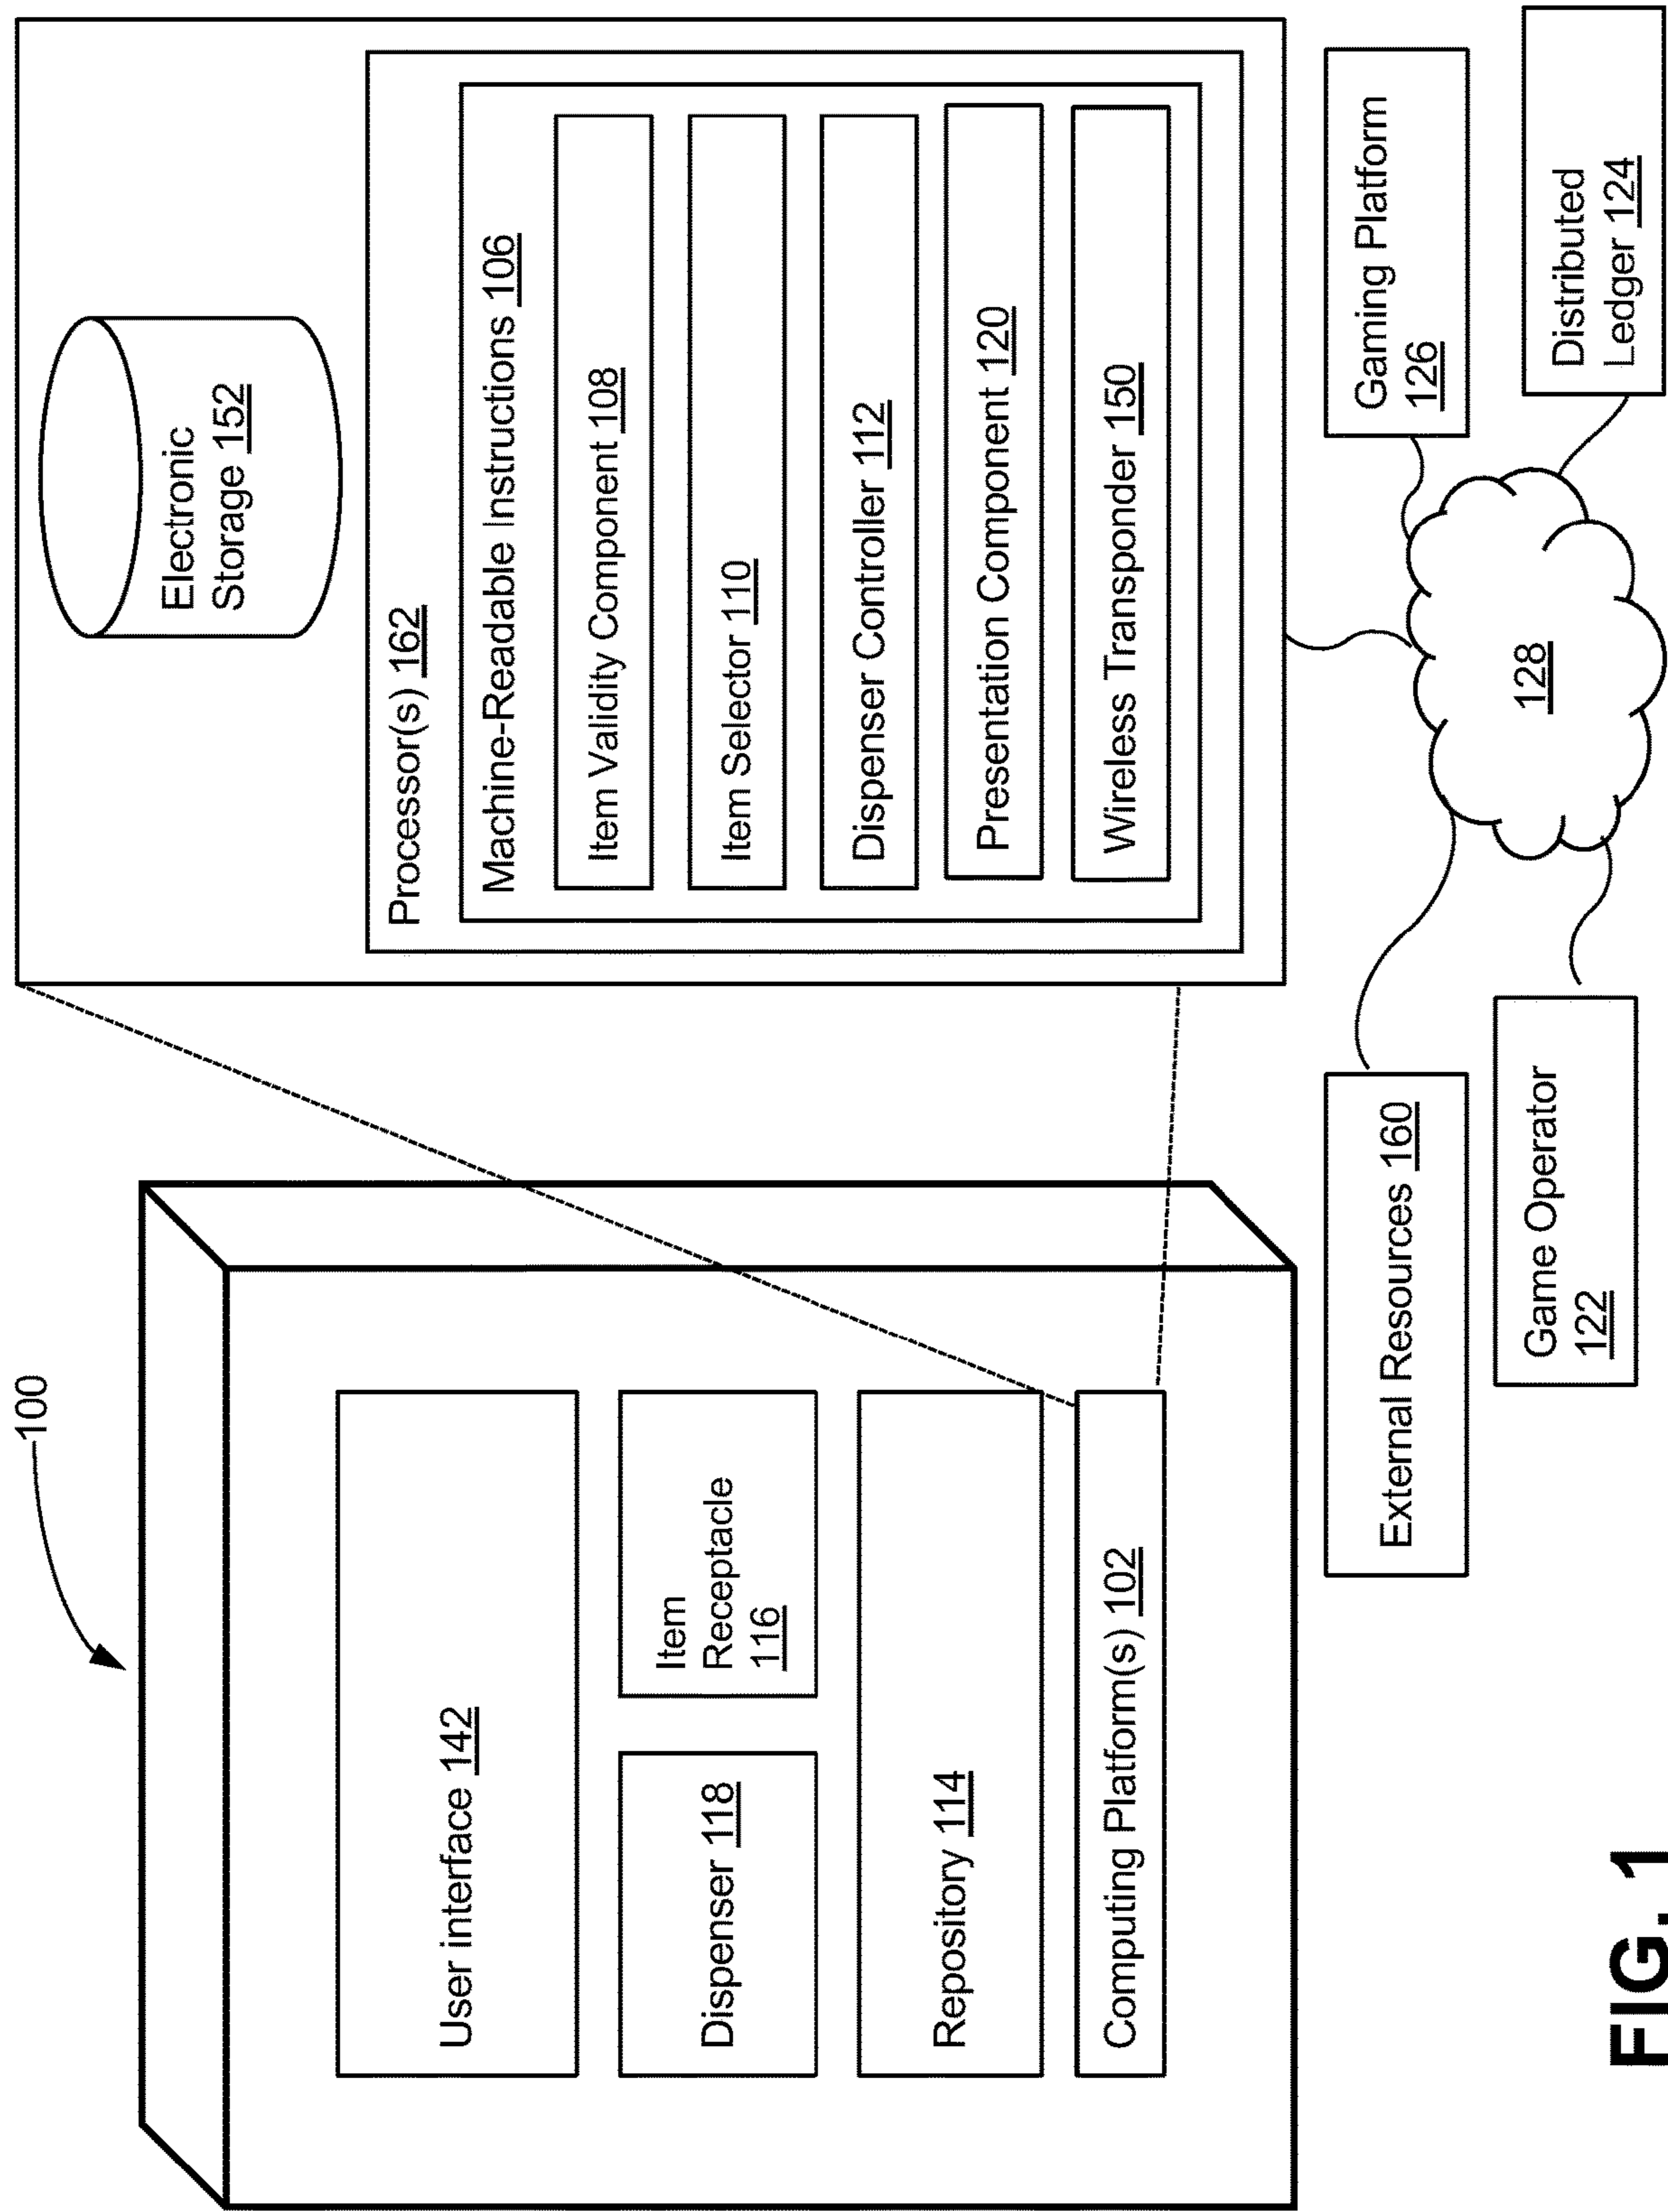 100
User interface 142
Dispenser 118
Item
Receptacle
116
Repository 114
Computing Platform(s) 102
Electronic
Storage 152
Processor(s) 162
Machine-Readable Instructions 106
Item Validity Component 108
Item Selector 110
Dispenser Controller 112
Presentation Component 120
Wireless Transponder 150
External Resources 160
Game Operator
122
128
Gaming Platform
126
Distributed
Ledger 124
FIG. 1